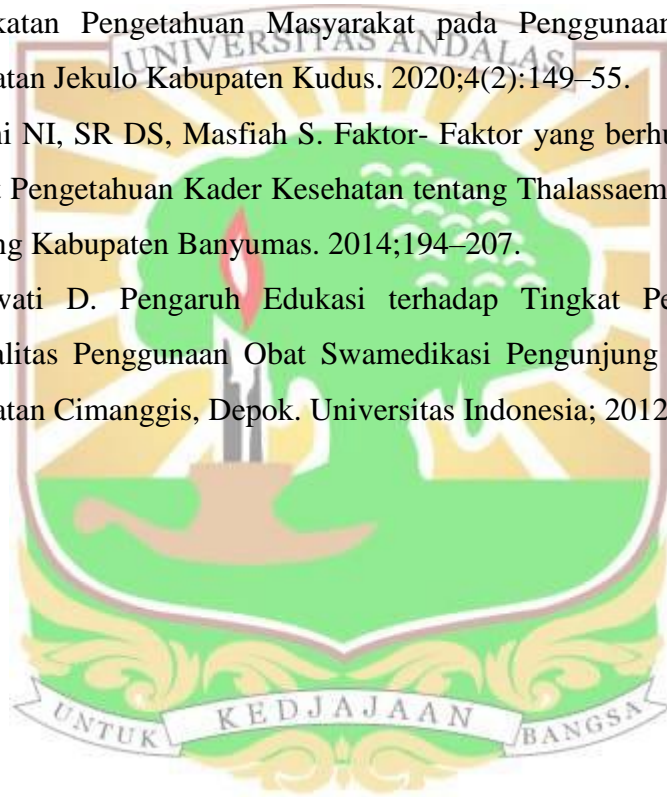 katan Pengetahuan Masyarakat pada Penggunaan
UNIVERSITAS ANDALAS
atan Jekulo Kabupaten Kudus. 2020;4(2):149–55.
ni NI, SR DS, Masfiah S. Faktor- Faktor yang berhu
Pengetahuan Kader Kesehatan tentang Thalassaem
ng Kabupaten Banyumas. 2014;194–207.
wati D. Pengaruh Edukasi terhadap Tingkat Pe
alitas Penggunaan Obat Swamedikasi Pengunjung
atan Cimanggis, Depok. Universitas Indonesia; 2012
UNTUK KEDJAJAAN BANGSA